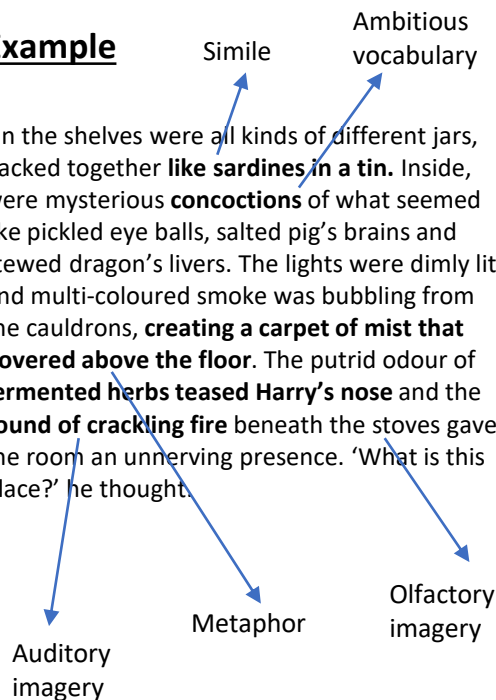 Example
Simile
Ambitious
vocabulary
n the shelves were all kinds of different jars,
acked together like sardines in a tin. Inside,
ere mysterious concoctions of what seemed
ke pickled eye balls, salted pig's brains and
tewed dragon's livers. The lights were dimly lit
nd multi-coloured smoke was bubbling from
he cauldrons, creating a carpet of mist that
overed above the floor. The putrid odour of
ermented herbs teased Harry's nose and the
ound of crackling fire beneath the stoves gave
he room an unnerving presence. 'What is this
lace?' he thought.
Auditory
imagery
Metaphor
Olfactory
imagery